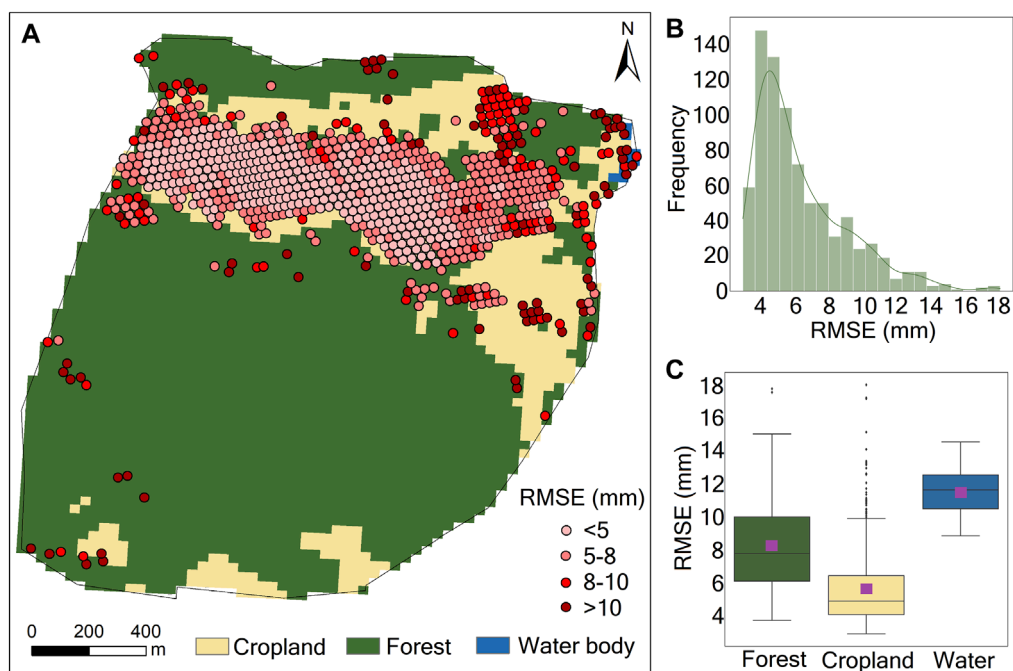 A
N
RMSE (mm)
<5
5-8
8-10
>10
0 200 400
m
Cropland Forest Water body
B
140
120
100
80
60
40
20
0
Frequency
4 6 8 10 12 14 16 18
RMSE (mm)
C
18
16
14
12
10
8
6
4
RMSE (mm)
Forest Cropland Water